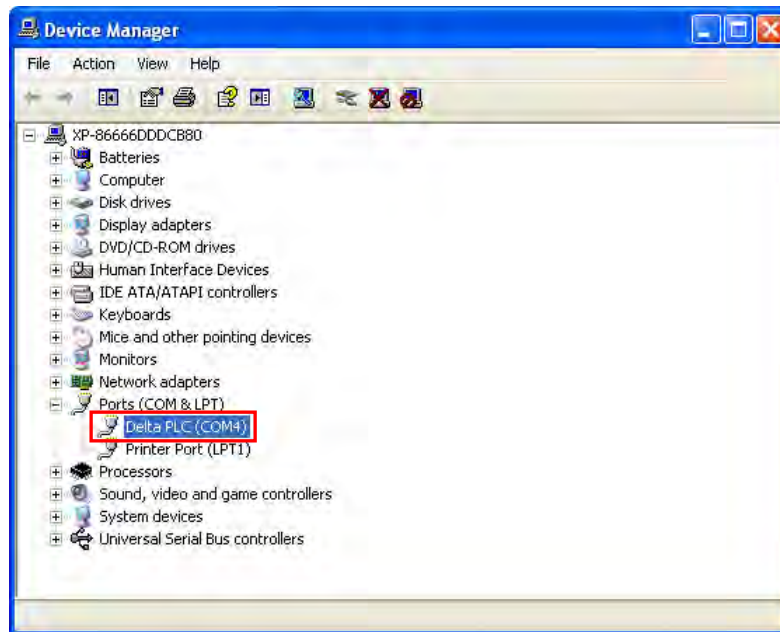 Device Manager
File Action View Help
XP-86666DDDCB80
Batteries
Computer
Disk drives
Display adapters
DVD/CD-ROM drives
Human Interface Devices
IDE ATA/ATAPI controllers
Keyboards
Mice and other pointing devices
Monitors
Network adapters
Ports (COM & LPT)
Delta PLC (COM4)
Printer Port (LPT1)
Processors
Sound, video and game controllers
System devices
Universal Serial Bus controllers